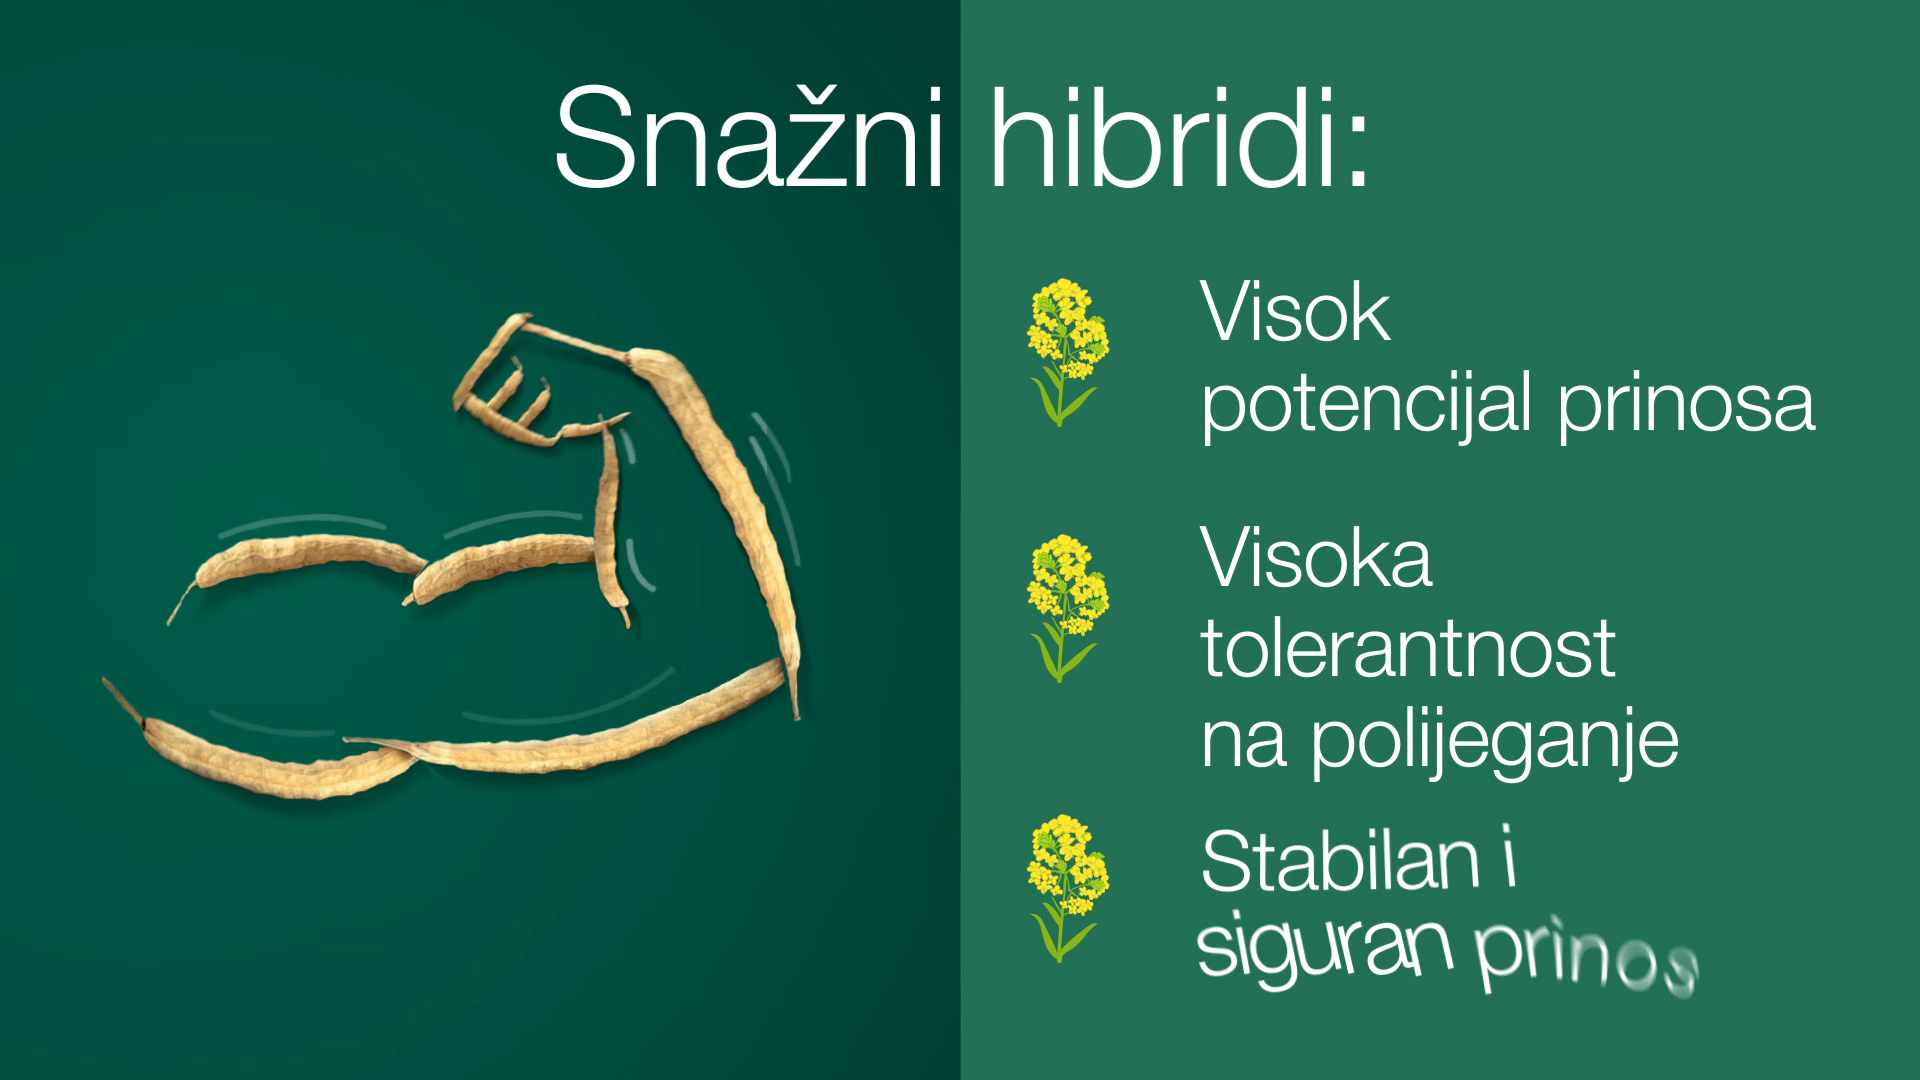 Snažni hibridi:
Visok
potencijal prinosa
Visoka
tolerantnost
na polijeganje
Stabilan i
siguran prinos